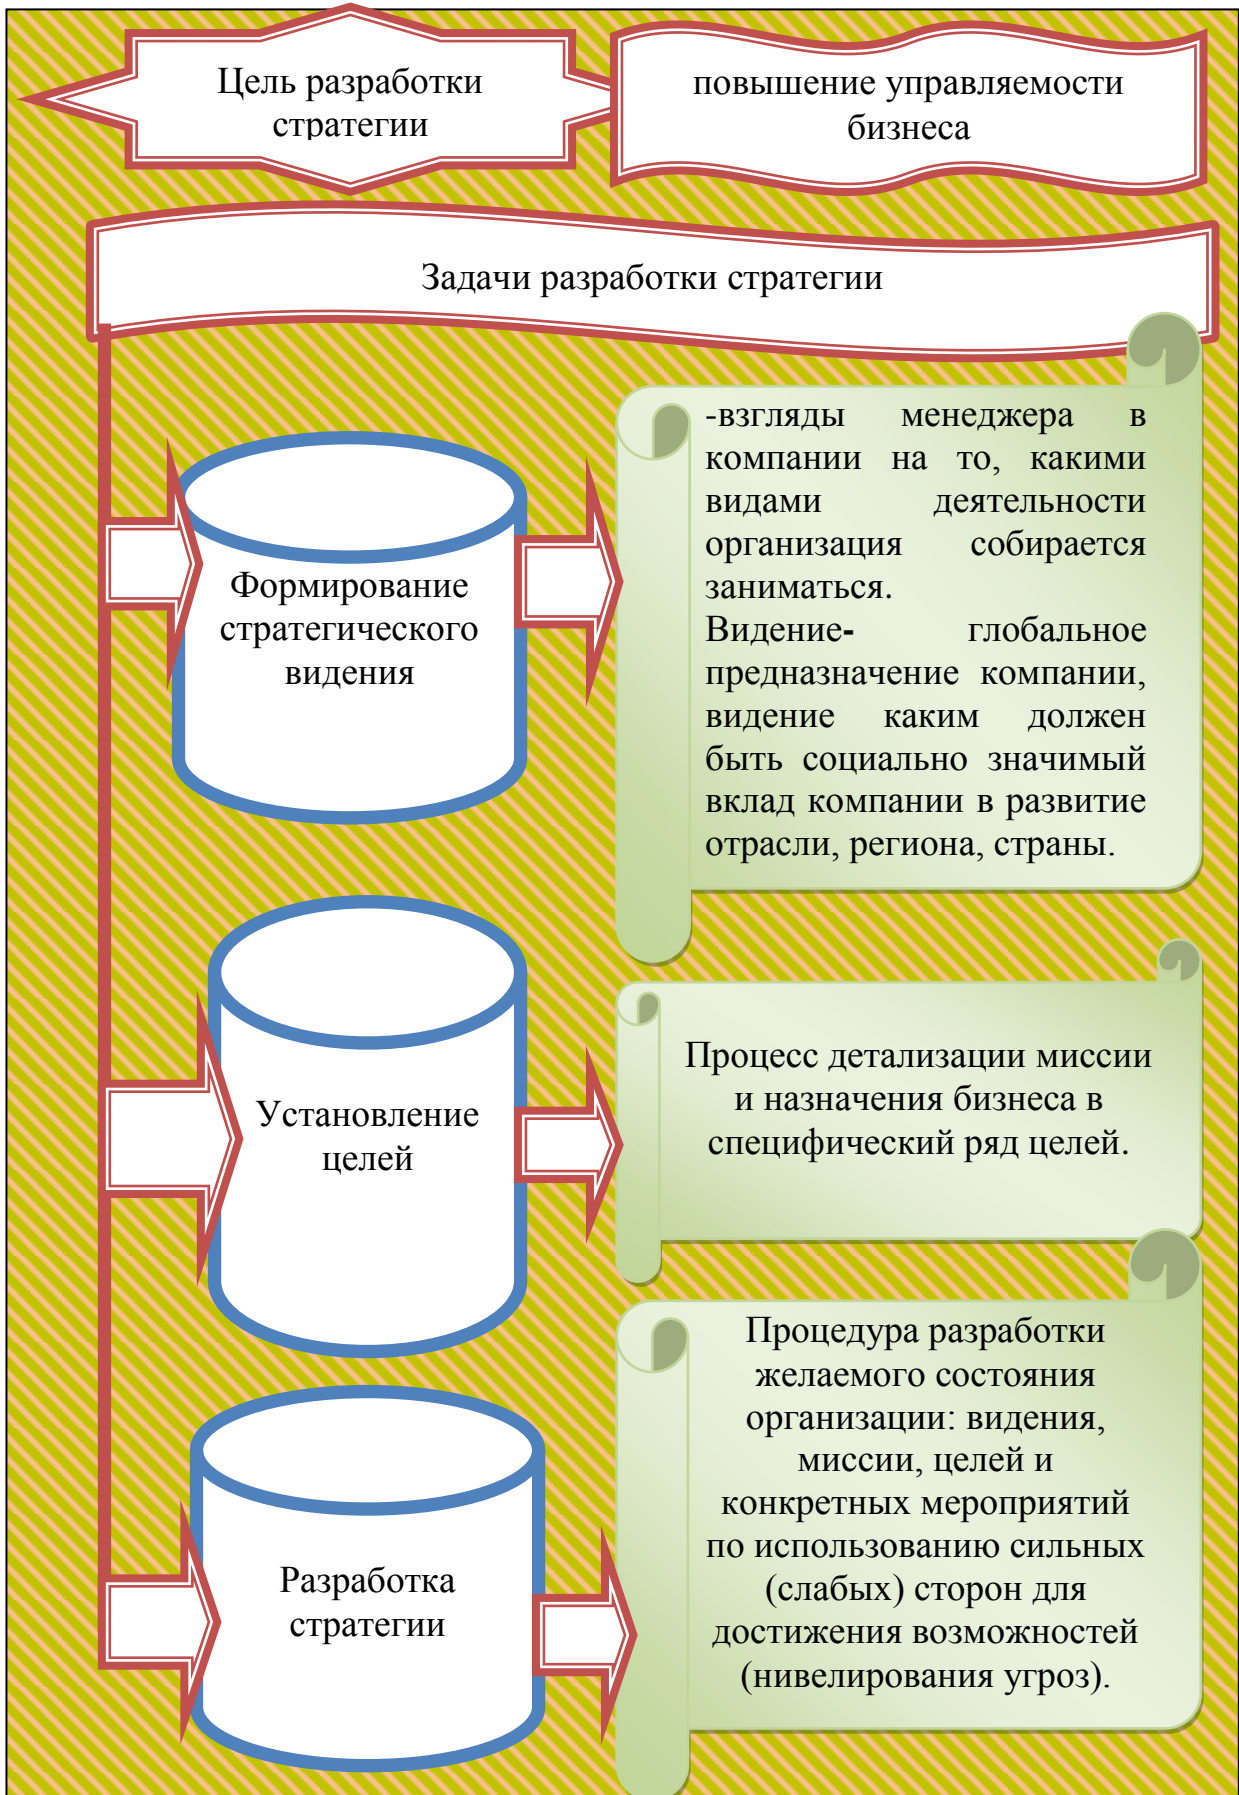 Цель разработки
стратегии
повышение управляемости
бизнеса
Задачи разработки стратегии
Формирование
стратегического
видения
-взгляды менеджера в
компании на то, какими
видами деятельности
организация собирается
заниматься.
Видение- глобальное
предназначение компании,
видение каким должен
быть социально значимый
вклад компании в развитие
отрасли, региона, страны.
Установление
целей
Процесс детализации миссии
и назначения бизнеса в
специфический ряд целей.
Разработка
стратегии
Процедура разработки
желаемого состояния
организации: видения,
миссии, целей и
конкретных мероприятий
по использованию сильных
(слабых) сторон для
достижения возможностей
(нивелирования угроз).